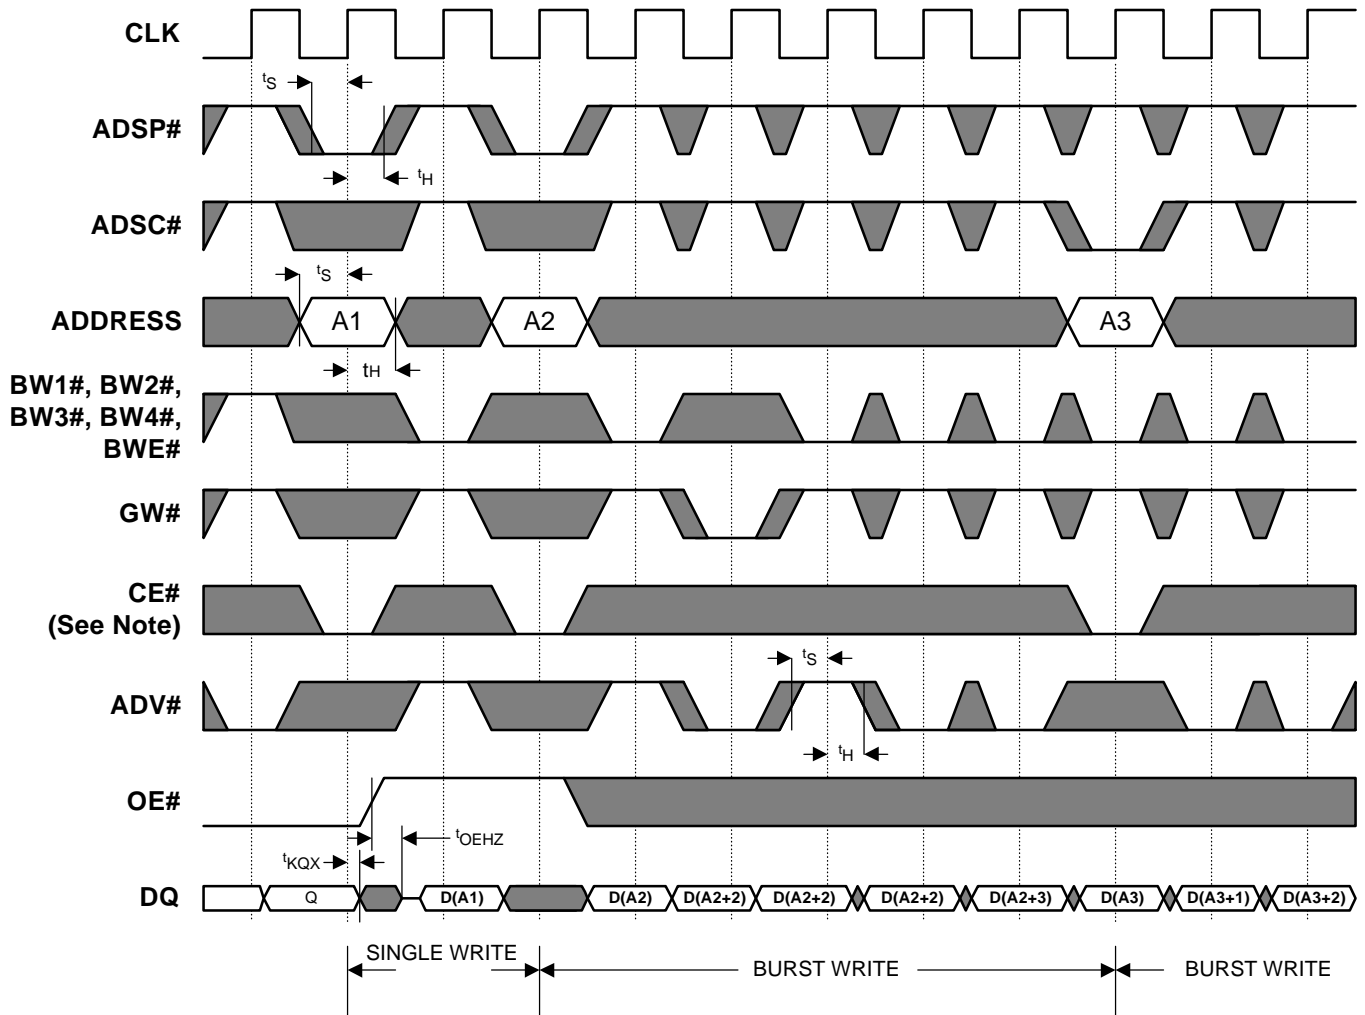 CLK
tS
ADSP#
tH
ADSC#
tS
ADDRESS A1 A2 A3
tH
BW1#, BW2#,
BW3#, BW4#,
BWE#
GW#
CE#
(See Note)
tS
ADV#
tH
OE#
tOEHZ
tKQX
DQ Q D(A1) D(A2) D(A2+2) D(A2+2) D(A2+2) D(A2+3) D(A3) D(A3+1) D(A3+2)
SINGLE WRITE BURST WRITE BURST WRITE